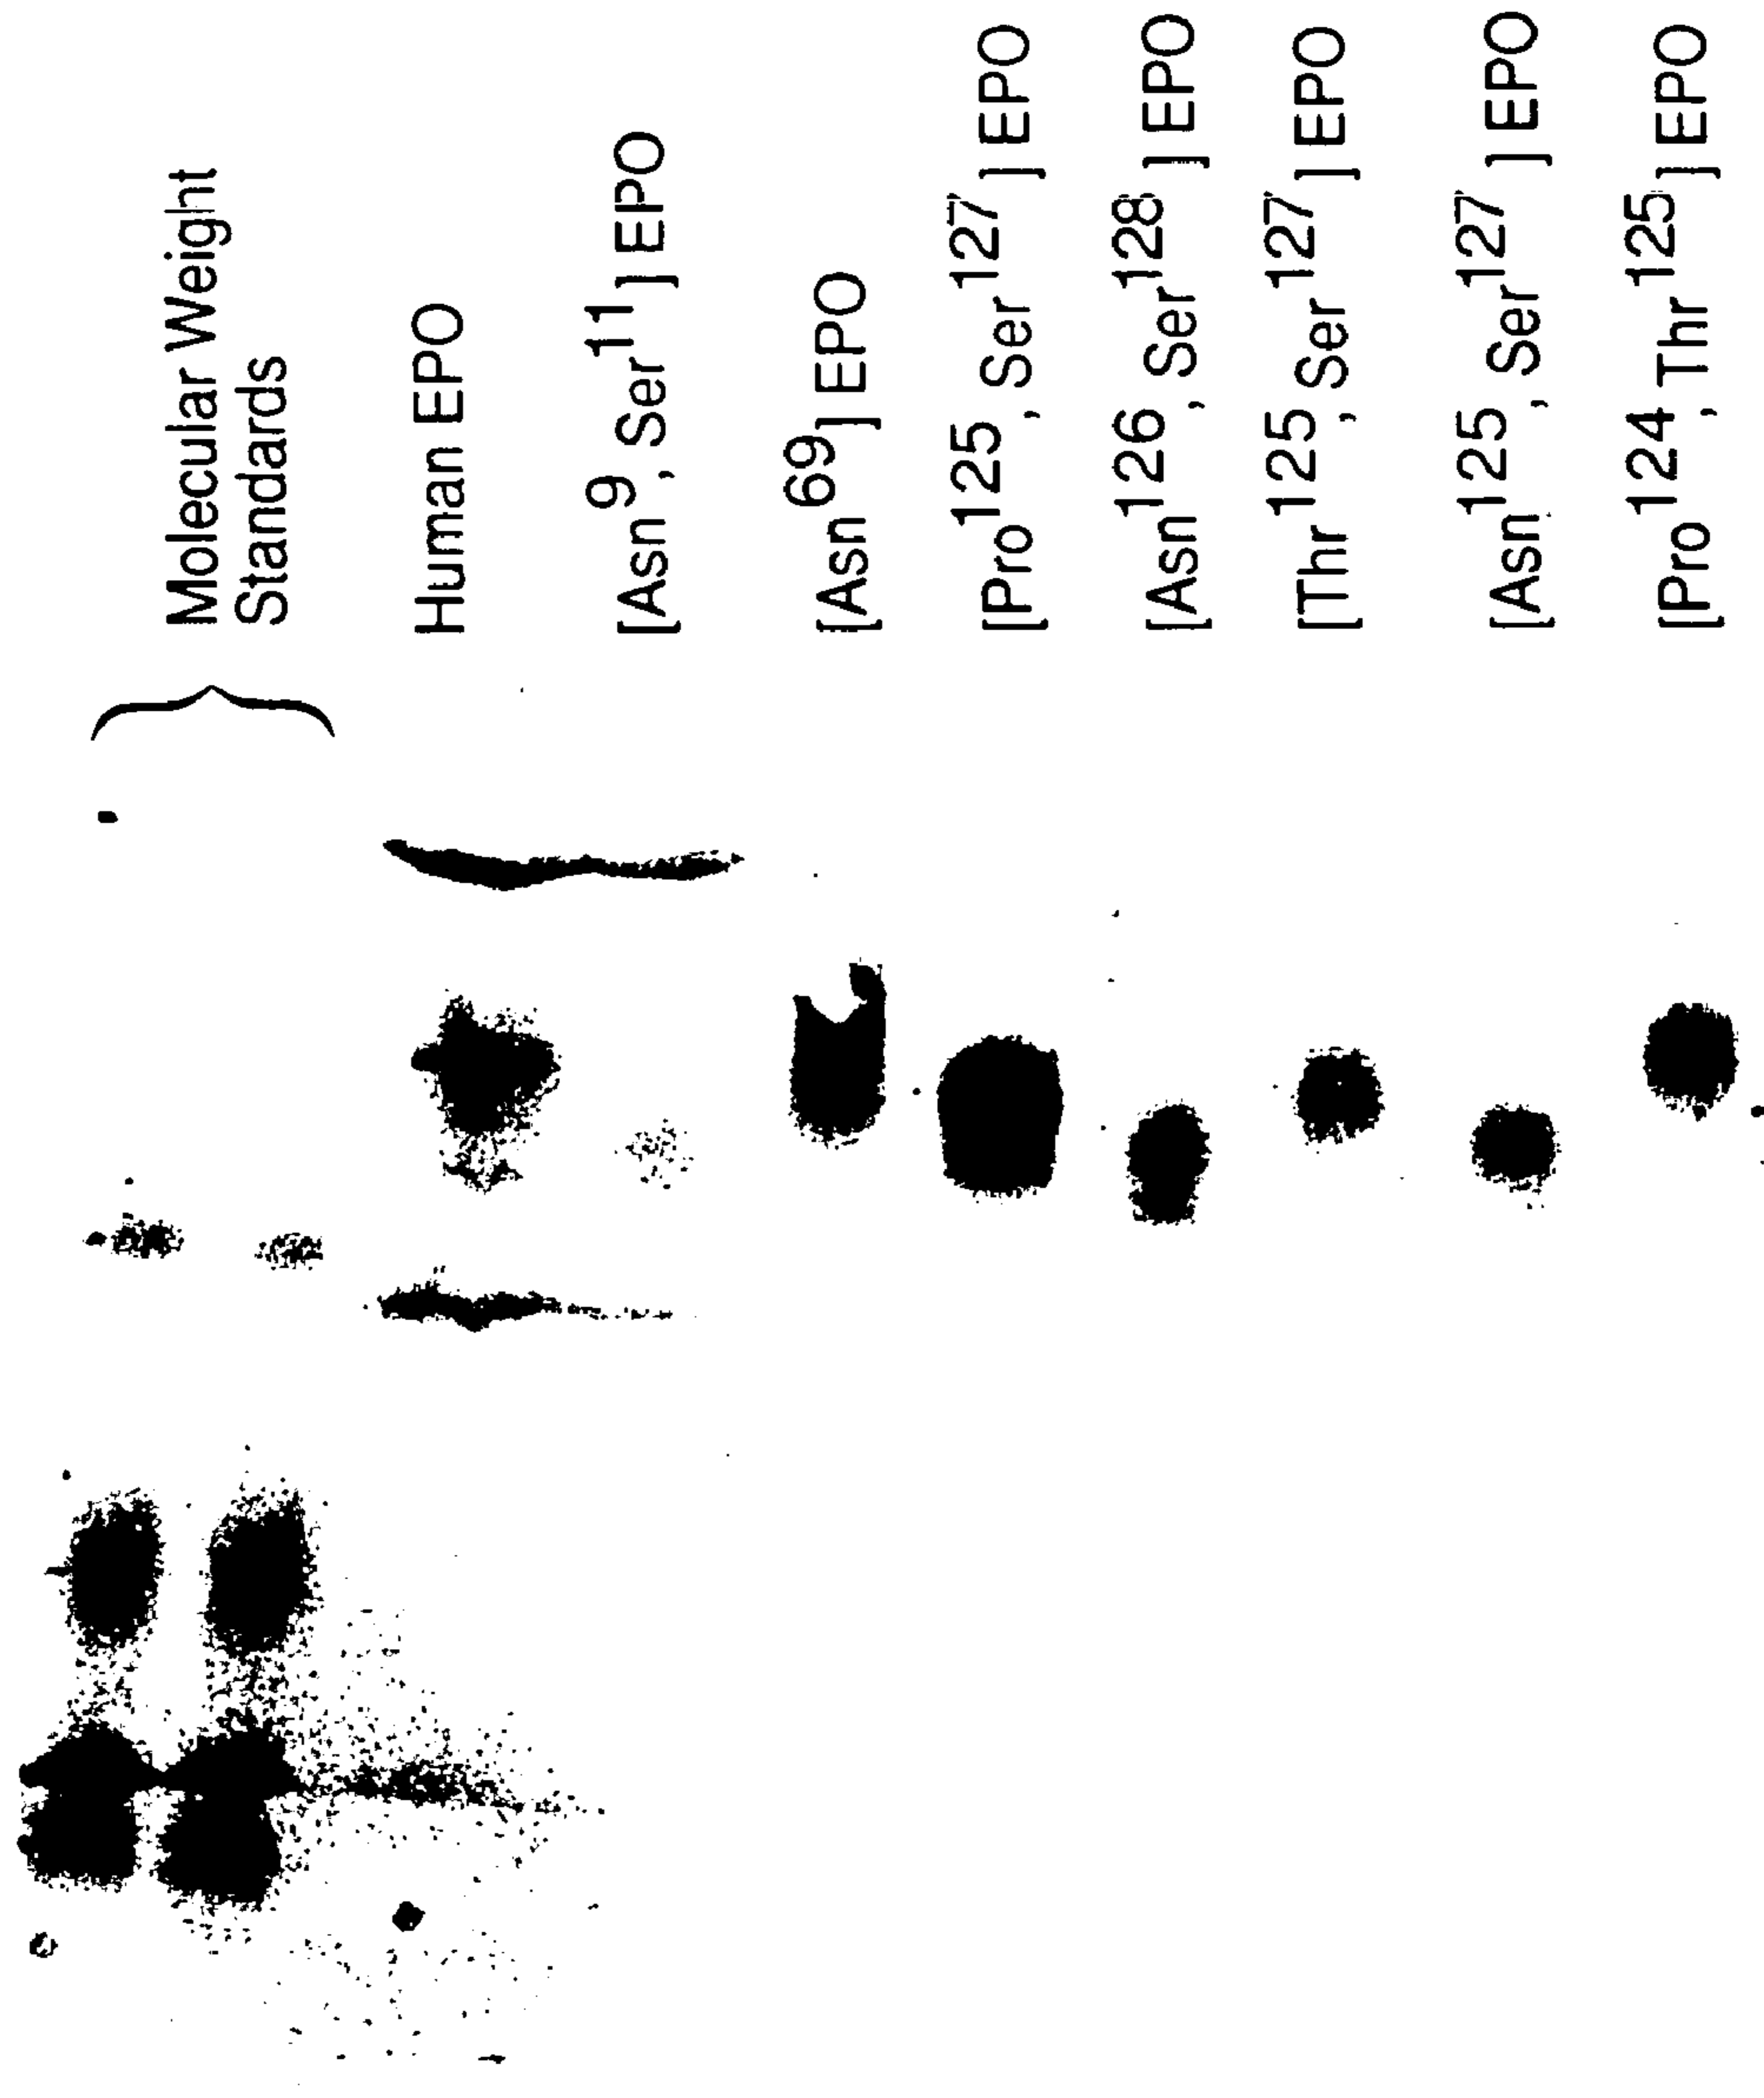 Molecular Weight
Standards
Human EPO
[Asn⁹, Ser¹¹] EPO
[Asn⁶⁹] EPO
[Pro¹²⁵, Ser¹²⁷] EPO
[Asn¹²⁶, Ser¹²⁸] EPO
[Thr¹²⁵, Ser¹²⁷] EPO
[Asn¹²⁵, Ser¹²⁷] EPO
[Pro¹²⁴, Thr¹²⁵] EPO